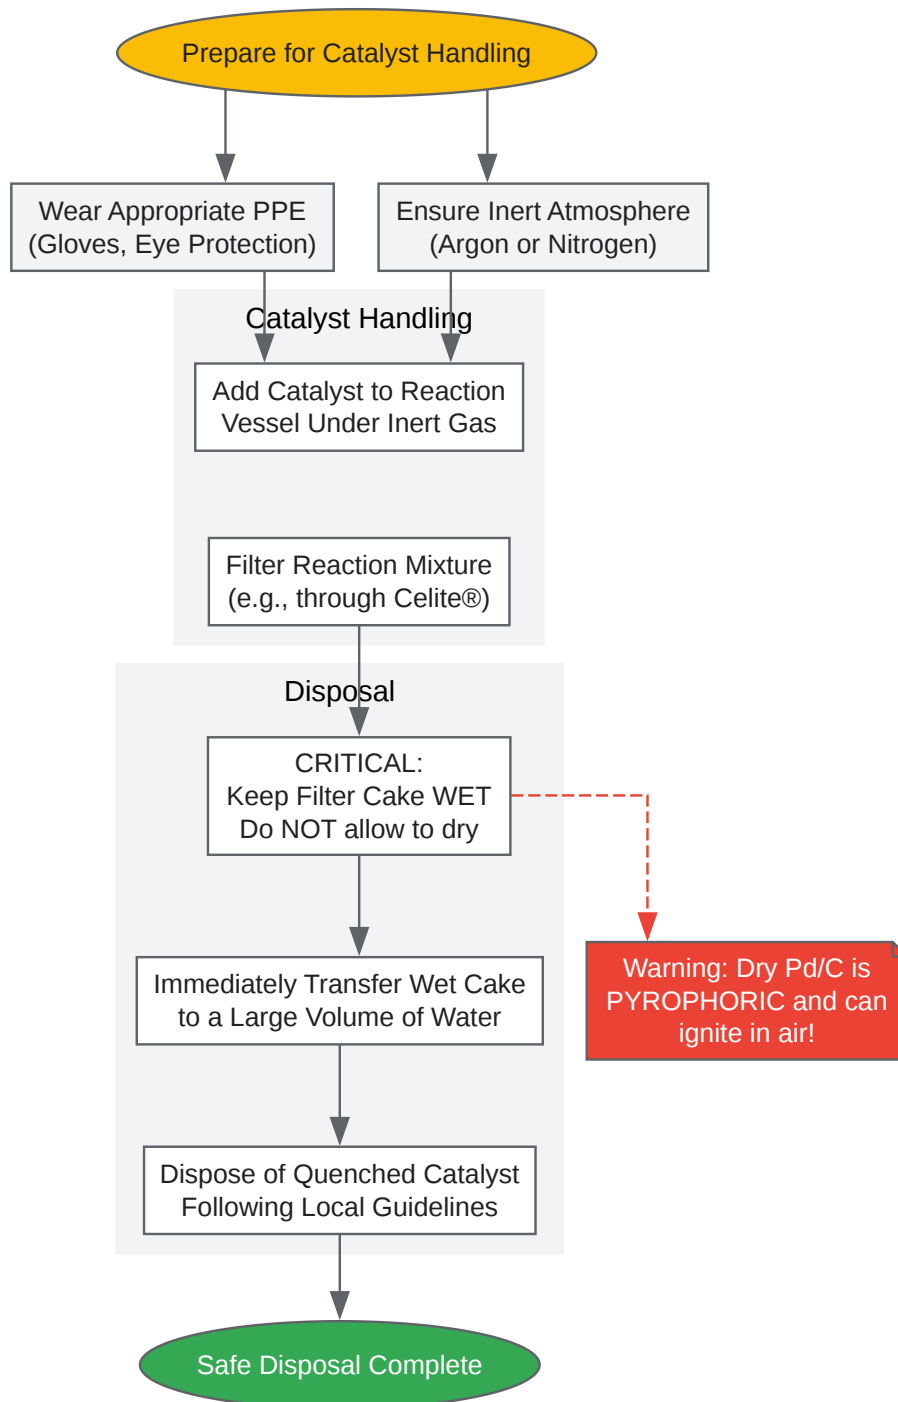 Prepare for Catalyst Handling
Wear Appropriate PPE
(Gloves, Eye Protection)
Ensure Inert Atmosphere
(Argon or Nitrogen)
Catalyst Handling
Add Catalyst to Reaction
Vessel Under Inert Gas
Filter Reaction Mixture
(e.g., through Celite®)
Disposal
CRITICAL:
Keep Filter Cake WET
Do NOT allow to dry
Immediately Transfer Wet Cake
to a Large Volume of Water
Warning: Dry Pd/C is
PYROPHORIC and can
ignite in air!
Dispose of Quenched Catalyst
Following Local Guidelines
Safe Disposal Complete